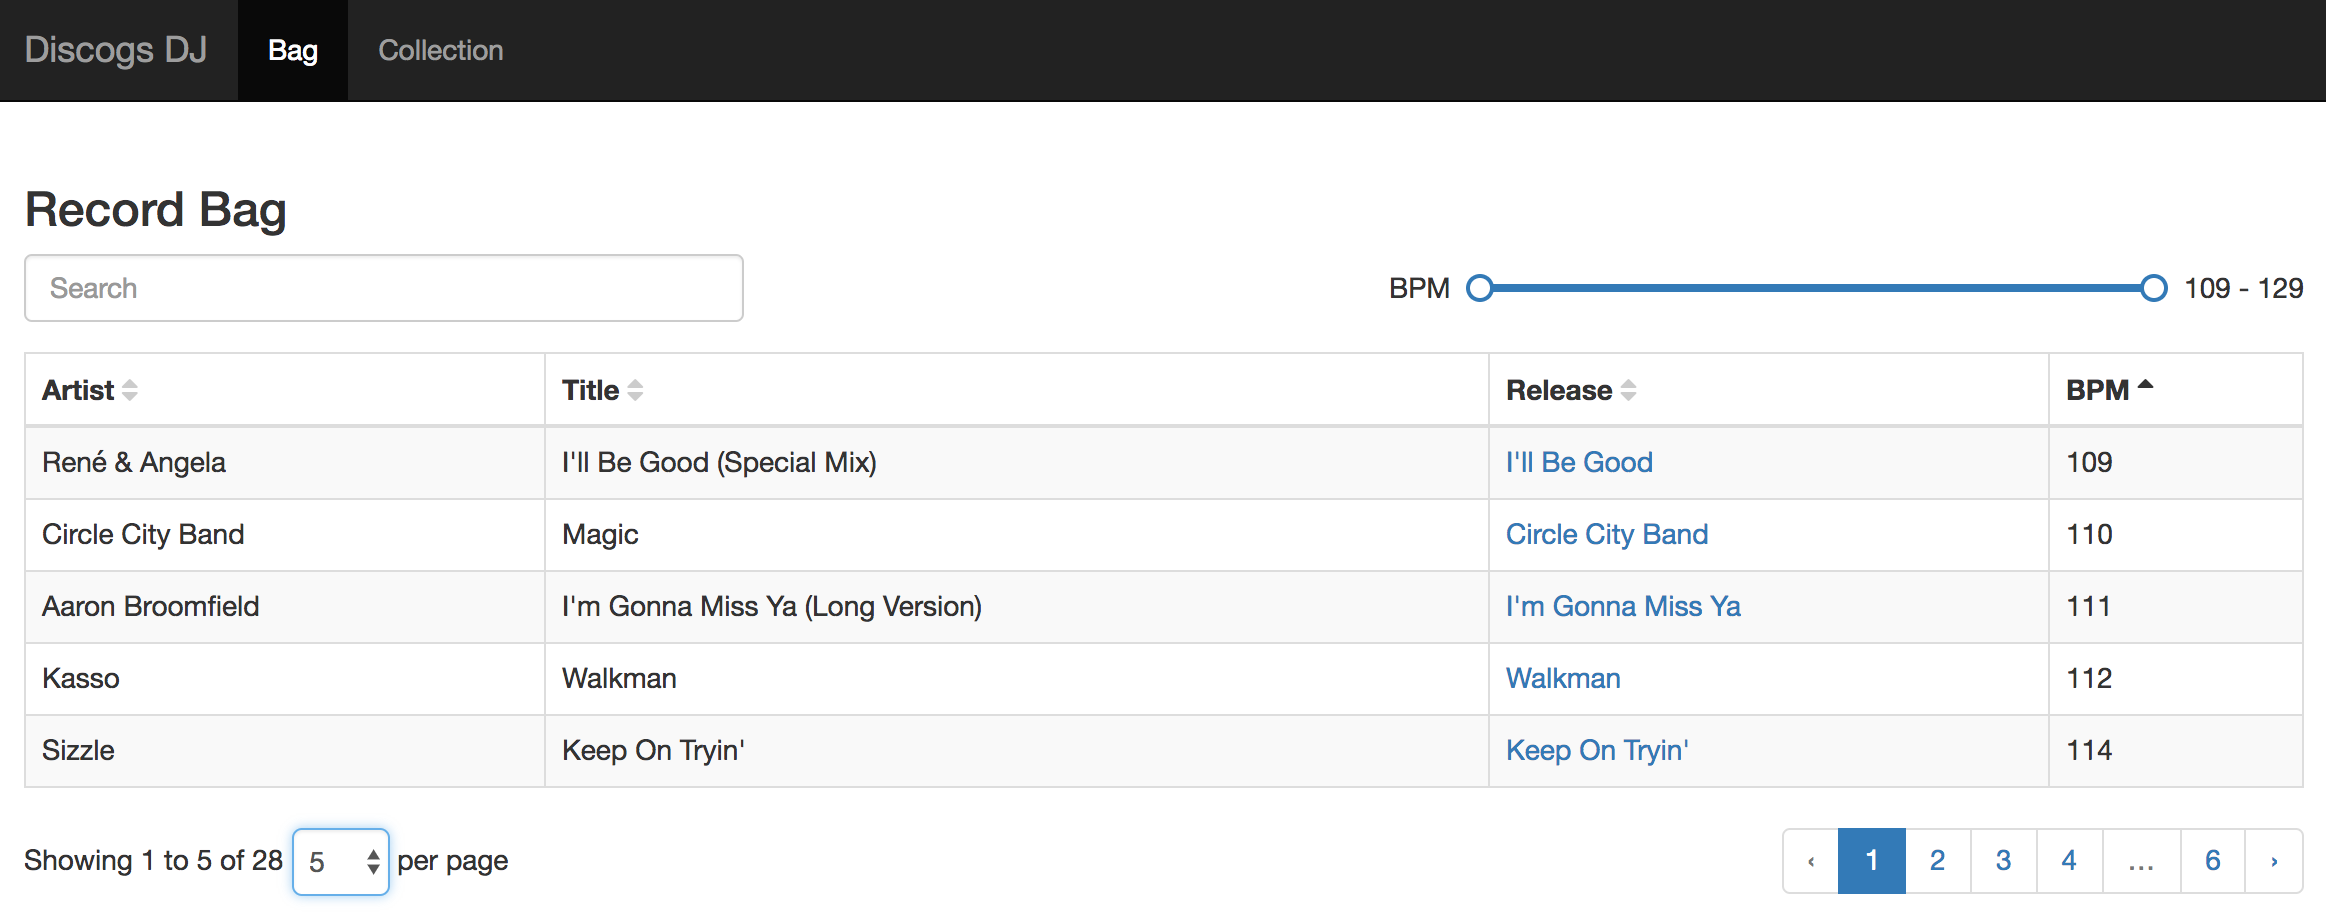 Discogs DJ Bag Collection
Record Bag
Search BPM 109 - 129
Artist Title Release BPM
René & Angela I'll Be Good (Special Mix) I'll Be Good 109
Circle City Band Magic Circle City Band 110
Aaron Broomfield I'm Gonna Miss Ya (Long Version) I'm Gonna Miss Ya 111
Kasso Walkman Walkman 112
Sizzle Keep On Tryin' Keep On Tryin' 114
Showing 1 to 5 of 28 5 per page ‹ 1 2 3 4 ... 6 ›